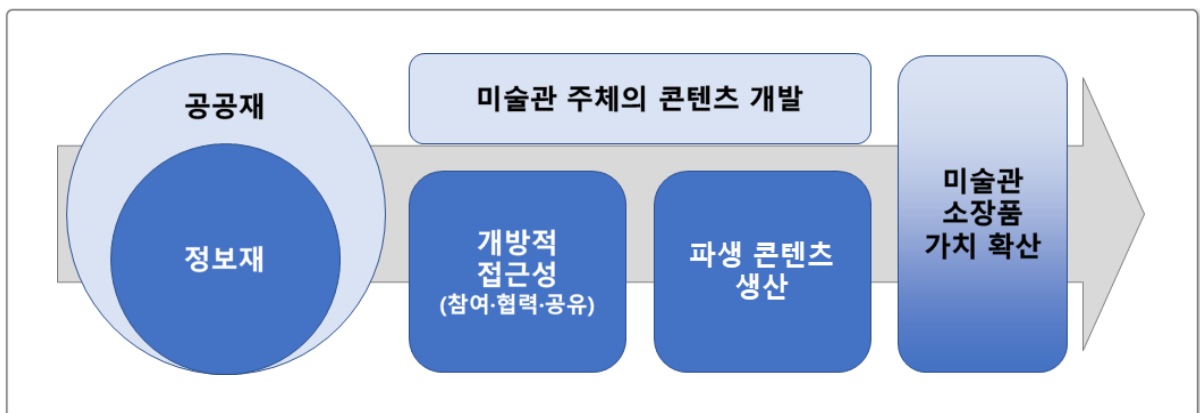 공공재
정보재
미술관 주체의 콘텐츠 개발
개방적
접근성
(참여·협력·공유)
파생 콘텐츠
생산
미술관
소장품
가치 확산